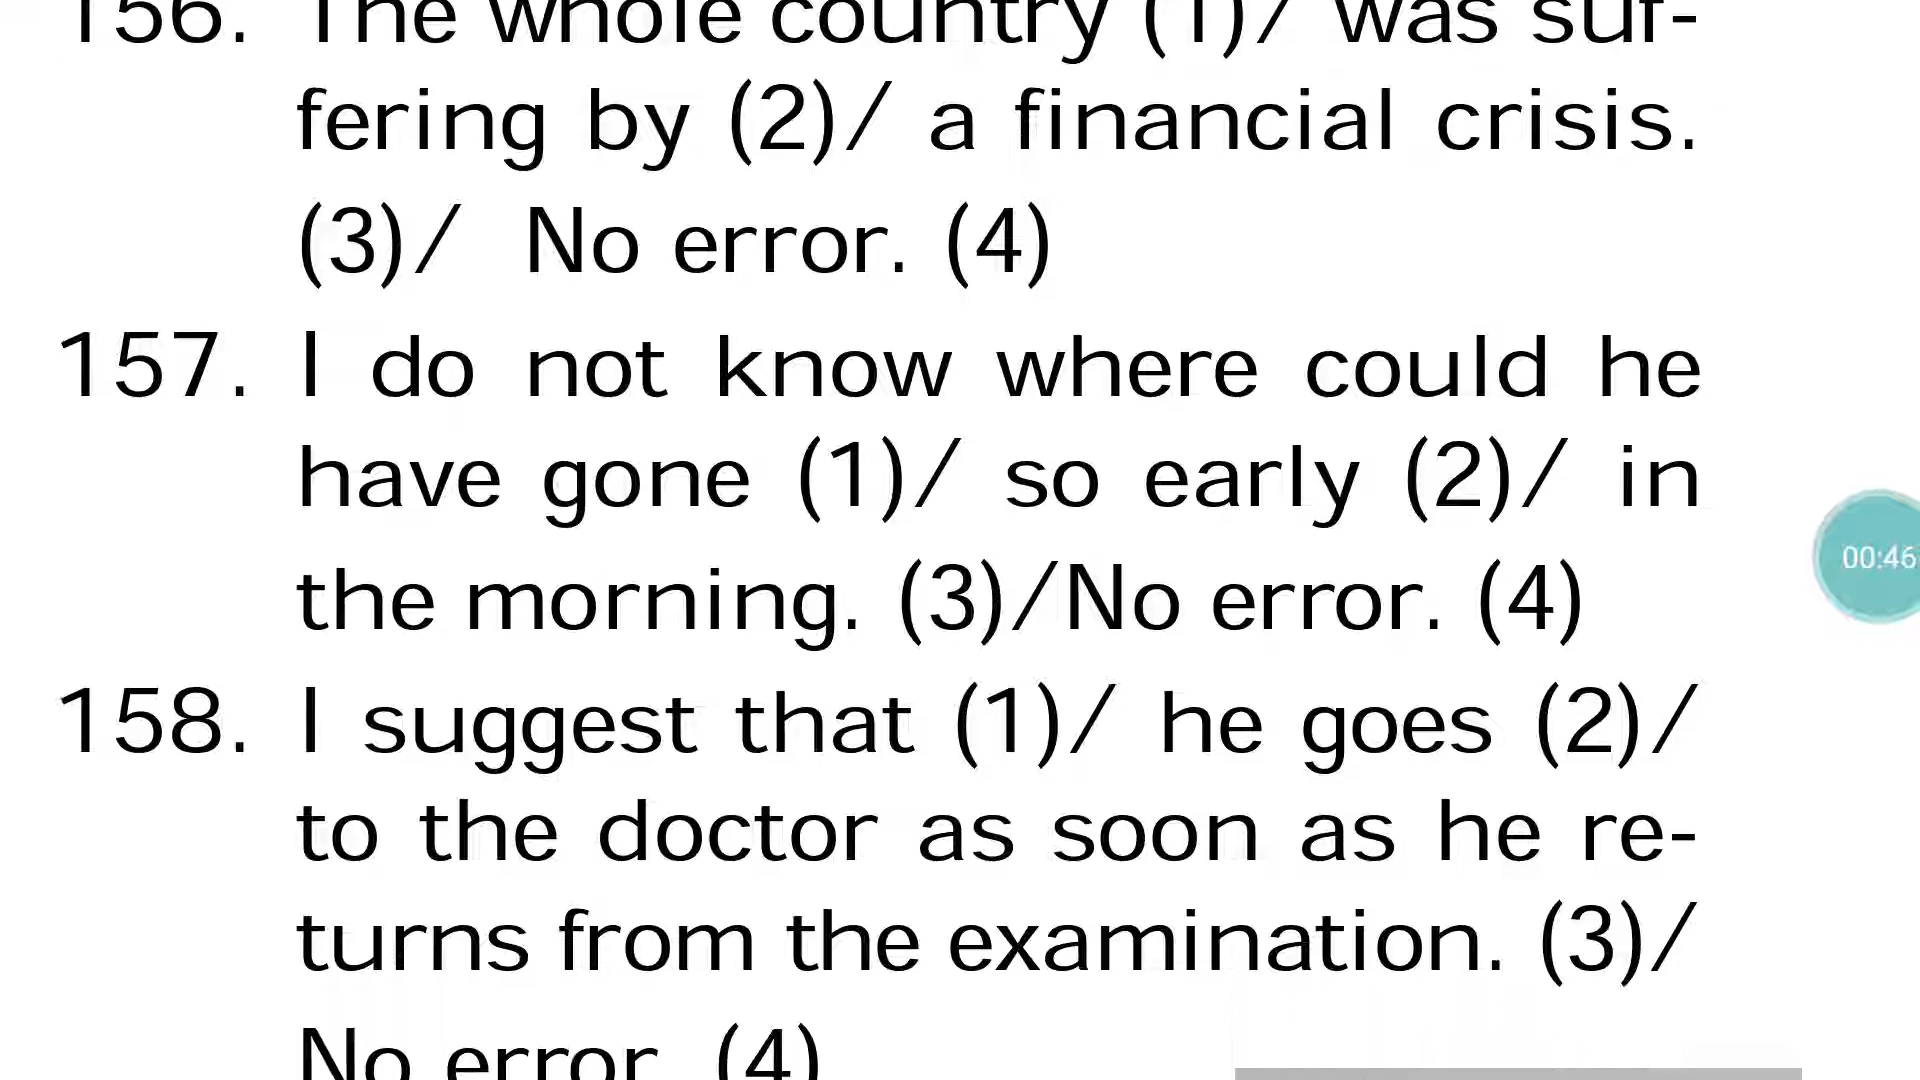 156. The whole country (1)/ was suf-
fering by (2)/ a financial crisis.
(3)/ No error. (4)
157. I do not know where could he
have gone (1)/ so early (2)/ in
the morning. (3)/No error. (4)
158. I suggest that (1)/ he goes (2)/
to the doctor as soon as he re-
turns from the examination. (3)/
No error. (4)
00:46